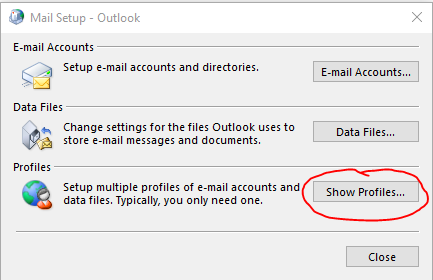 Mail Setup - Outlook
E-mail Accounts
Setup e-mail accounts and directories.
E-mail Accounts...
Data Files
Change settings for the files Outlook uses to
store e-mail messages and documents.
Data Files...
Profiles
Setup multiple profiles of e-mail accounts and
data files. Typically, you only need one.
Show Profiles...
Close